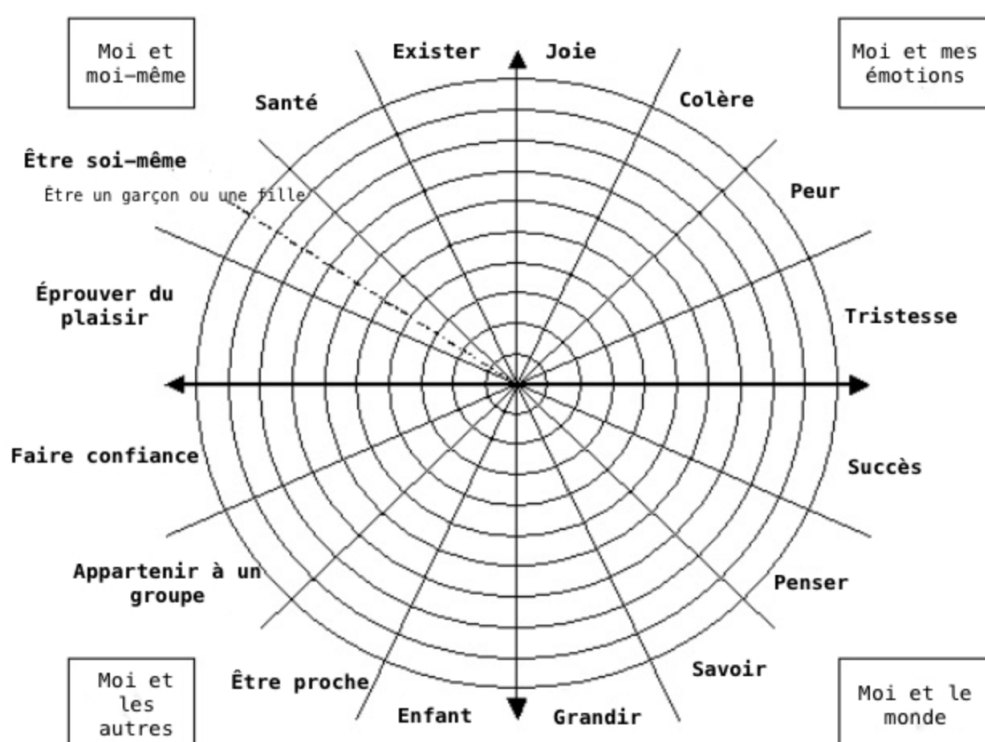 Moi et
moi-même
Exister
Joie
Moi et mes
émotions
Santé
Colère
Être soi-même
Être un garçon ou une fille
Peur
Éprouver du
plaisir
Tristesse
Faire confiance
Succès
Appartenir à un
groupe
Penser
Être proche
Savoir
Enfant
Grandir
Moi et
les
autres
Moi et le
monde